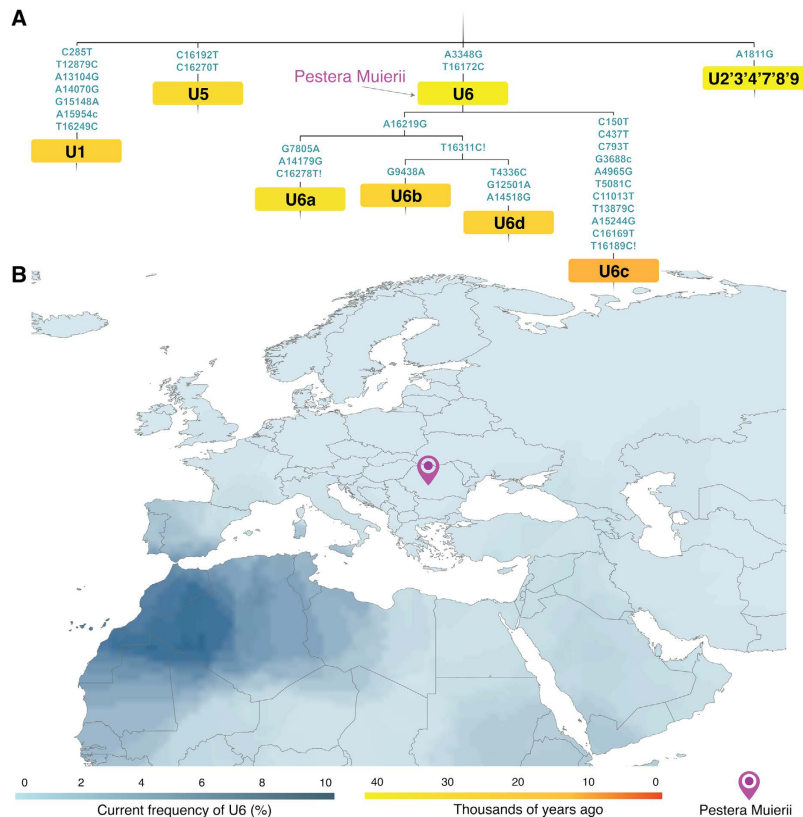 A
C285T
T12879C
A13104G
A14070G
G15148A
A15954c
T16249C
U1
C16192T
C16270T
U5
Pestera Muierii
A3348G
T16172C
U6
A1811G
U2'3'4'7'8'9
A16219G
G7805A
A14179G
C16278T!
U6a
T16311C!
G9438A
U6b
T4336C
G12501A
A14518G
U6d
C150T
C437T
C793T
G3688c
A4965G
T5081C
C11013T
T13879C
A15244G
C16169T
T16189C!
U6c
B
0 2 4 6 8 10
Current frequency of U6 (%)
40 30 20 10 0
Thousands of years ago
Pestera Muierii